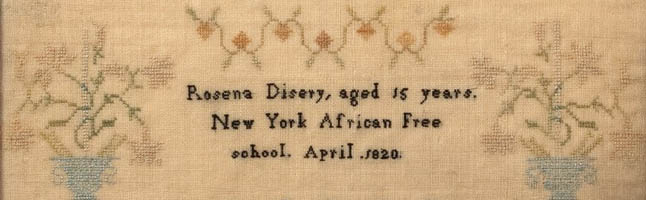 Rosena Disery, aged 15 years.
New York African Free
school. April .1820.